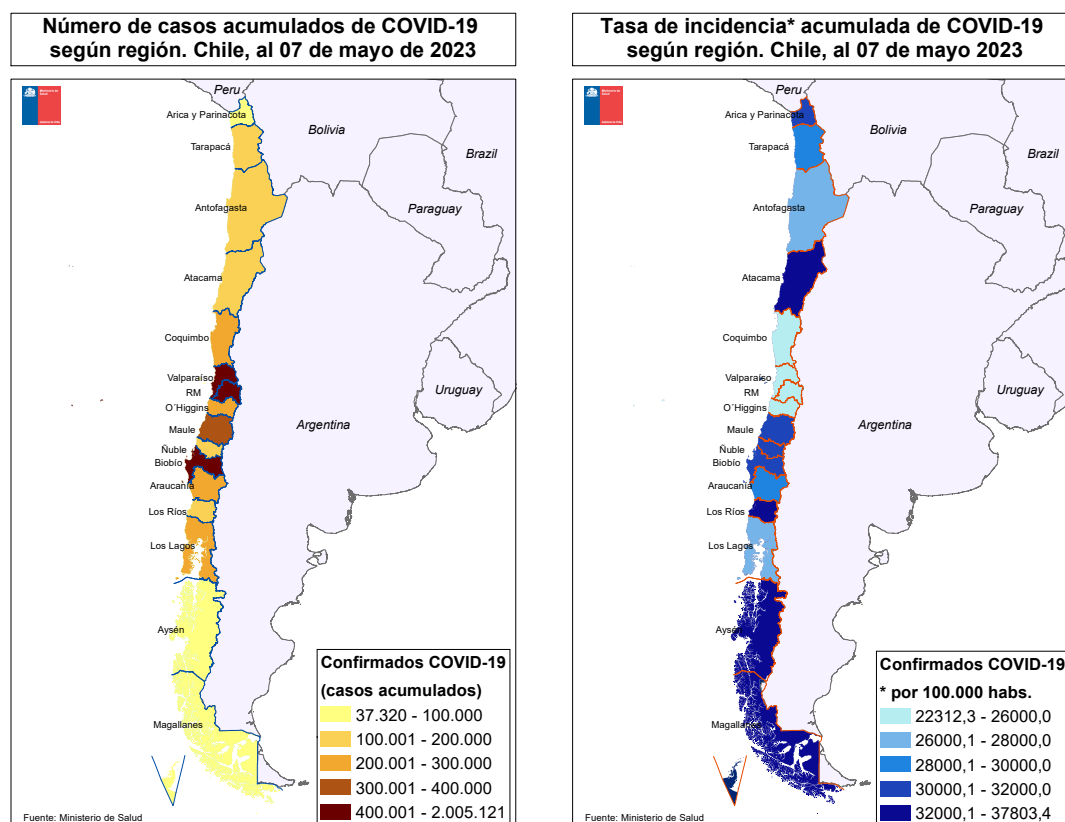 Número de casos acumulados de COVID-19
según región. Chile, al 07 de mayo de 2023
Ministerio de
Salud
Peru
Arica y Parinacota
Bolivia
Tarapacá
Brazil
Antofagasta
Paraguay
Atacama
Coquimbo
Valparaíso
RM
Uruguay
O´Higgins
Argentina
Maule
Ñuble
Biobío
Araucanía
Los Ríos
Los Lagos
Aysén
Magallanes
Confirmados COVID-19
(casos acumulados)
37.320 - 100.000
100.001 - 200.000
200.001 - 300.000
300.001 - 400.000
400.001 - 2.005.121
Fuente: Ministerio de Salud
Tasa de incidencia* acumulada de COVID-19
según región. Chile, al 07 de mayo 2023
Ministerio de
Salud
Peru
Arica y Parinacota
Bolivia
Tarapacá
Brazil
Antofagasta
Paraguay
Atacama
Coquimbo
Valparaíso
RM
Uruguay
O´Higgins
Argentina
Maule
Ñuble
Biobío
Araucanía
Los Ríos
Los Lagos
Aysén
Magallanes
Confirmados COVID-19
* por 100.000 habs.
22312,3 - 26000,0
26000,1 - 28000,0
28000,1 - 30000,0
30000,1 - 32000,0
32000,1 - 37803,4
Fuente: Ministerio de Salud